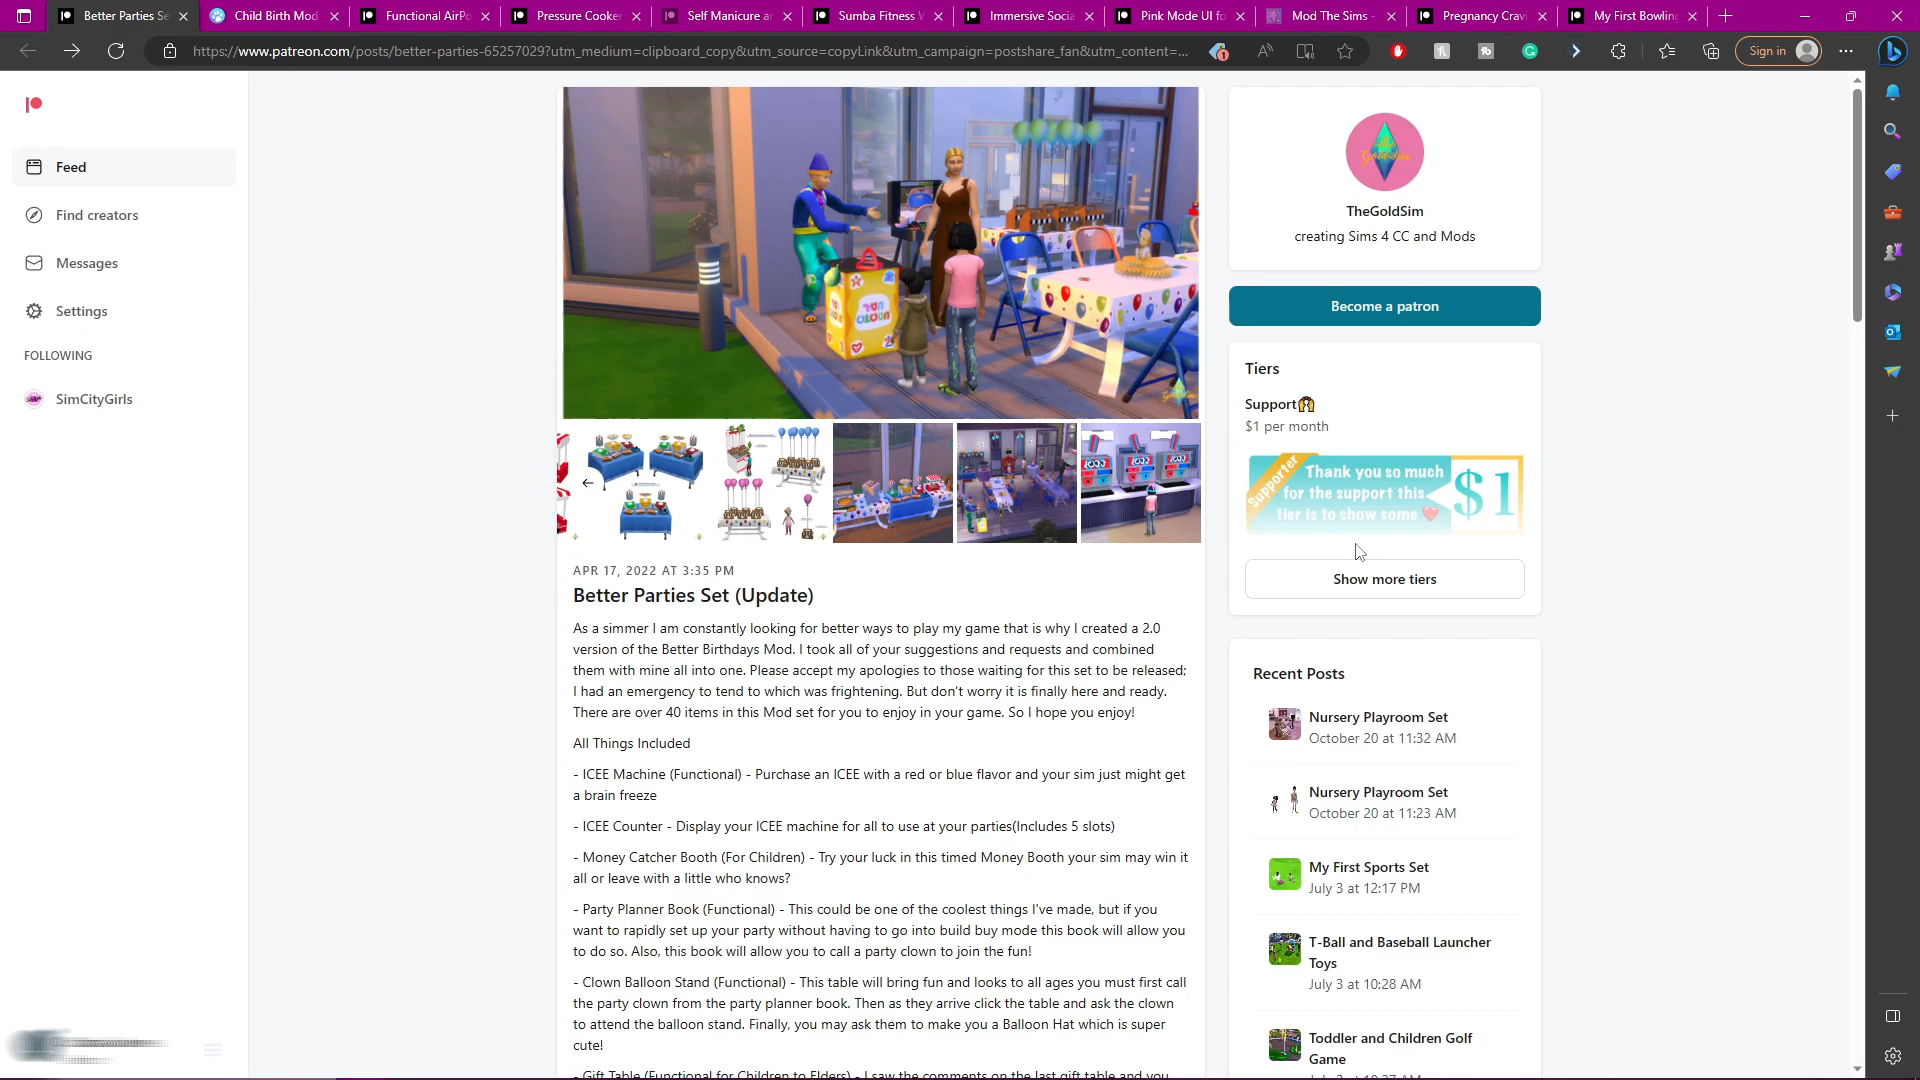 Better Parties Se
Child Birth Mod
Functional AirPo
Pressure Cooker
Self Manicure a
Sumba Fitness
Immersive Socia
Pink Mode UI fo
Mod The Sims -
Pregnancy Cravi
My First Bowling
https://www.patreon.com/posts/better-parties-65257029?utm_medium=clipboard_copy&utm_source=copyLink&utm_campaign=postshare_fan&utm_content=...
1
Sign in
Feed
Find creators
Messages
Settings
FOLLOWING
SimCityGirls
APR 17, 2022 AT 3:35 PM
Better Parties Set (Update)
As a simmer I am constantly looking for better ways to play my game that is why I created a 2.0
version of the Better Birthdays Mod. I took all of your suggestions and requests and combined
them with mine all into one. Please accept my apologies to those waiting for this set to be released;
I had an emergency to tend to which was frightening. But don't worry it is finally here and ready.
There are over 40 items in this Mod set for you to enjoy in your game. So I hope you enjoy!
All Things Included
- ICEE Machine (Functional) - Purchase an ICEE with a red or blue flavor and your sim just might get
a brain freeze
- ICEE Counter - Display your ICEE machine for all to use at your parties(Includes 5 slots)
- Money Catcher Booth (For Children) - Try your luck in this timed Money Booth your sim may win it
all or leave with a little who knows?
- Party Planner Book (Functional) - This could be one of the coolest things I've made, but if you
want to rapidly set up your party without having to go into build buy mode this book will allow you
to do so. Also, this book will allow you to call a party clown to join the fun!
- Clown Balloon Stand (Functional) - This table will bring fun and looks to all ages you must first call
the party clown from the party planner book. Then as they arrive click the table and ask the clown
to attend the balloon stand. Finally, you may ask them to make you a Balloon Hat which is super
cute!
- Gift Table (Functional for Children to Elders) - I saw the comments on the last gift table and you
TheGoldSim
creating Sims 4 CC and Mods
Become a patron
Tiers
Support
$1 per month
Supporter
Thank you so much
for the support this
tier is to show some
$1
Show more tiers
Recent Posts
Nursery Playroom Set
October 20 at 11:32 AM
Nursery Playroom Set
October 20 at 11:23 AM
My First Sports Set
July 3 at 12:17 PM
T-Ball and Baseball Launcher
Toys
July 3 at 10:28 AM
Toddler and Children Golf
Game